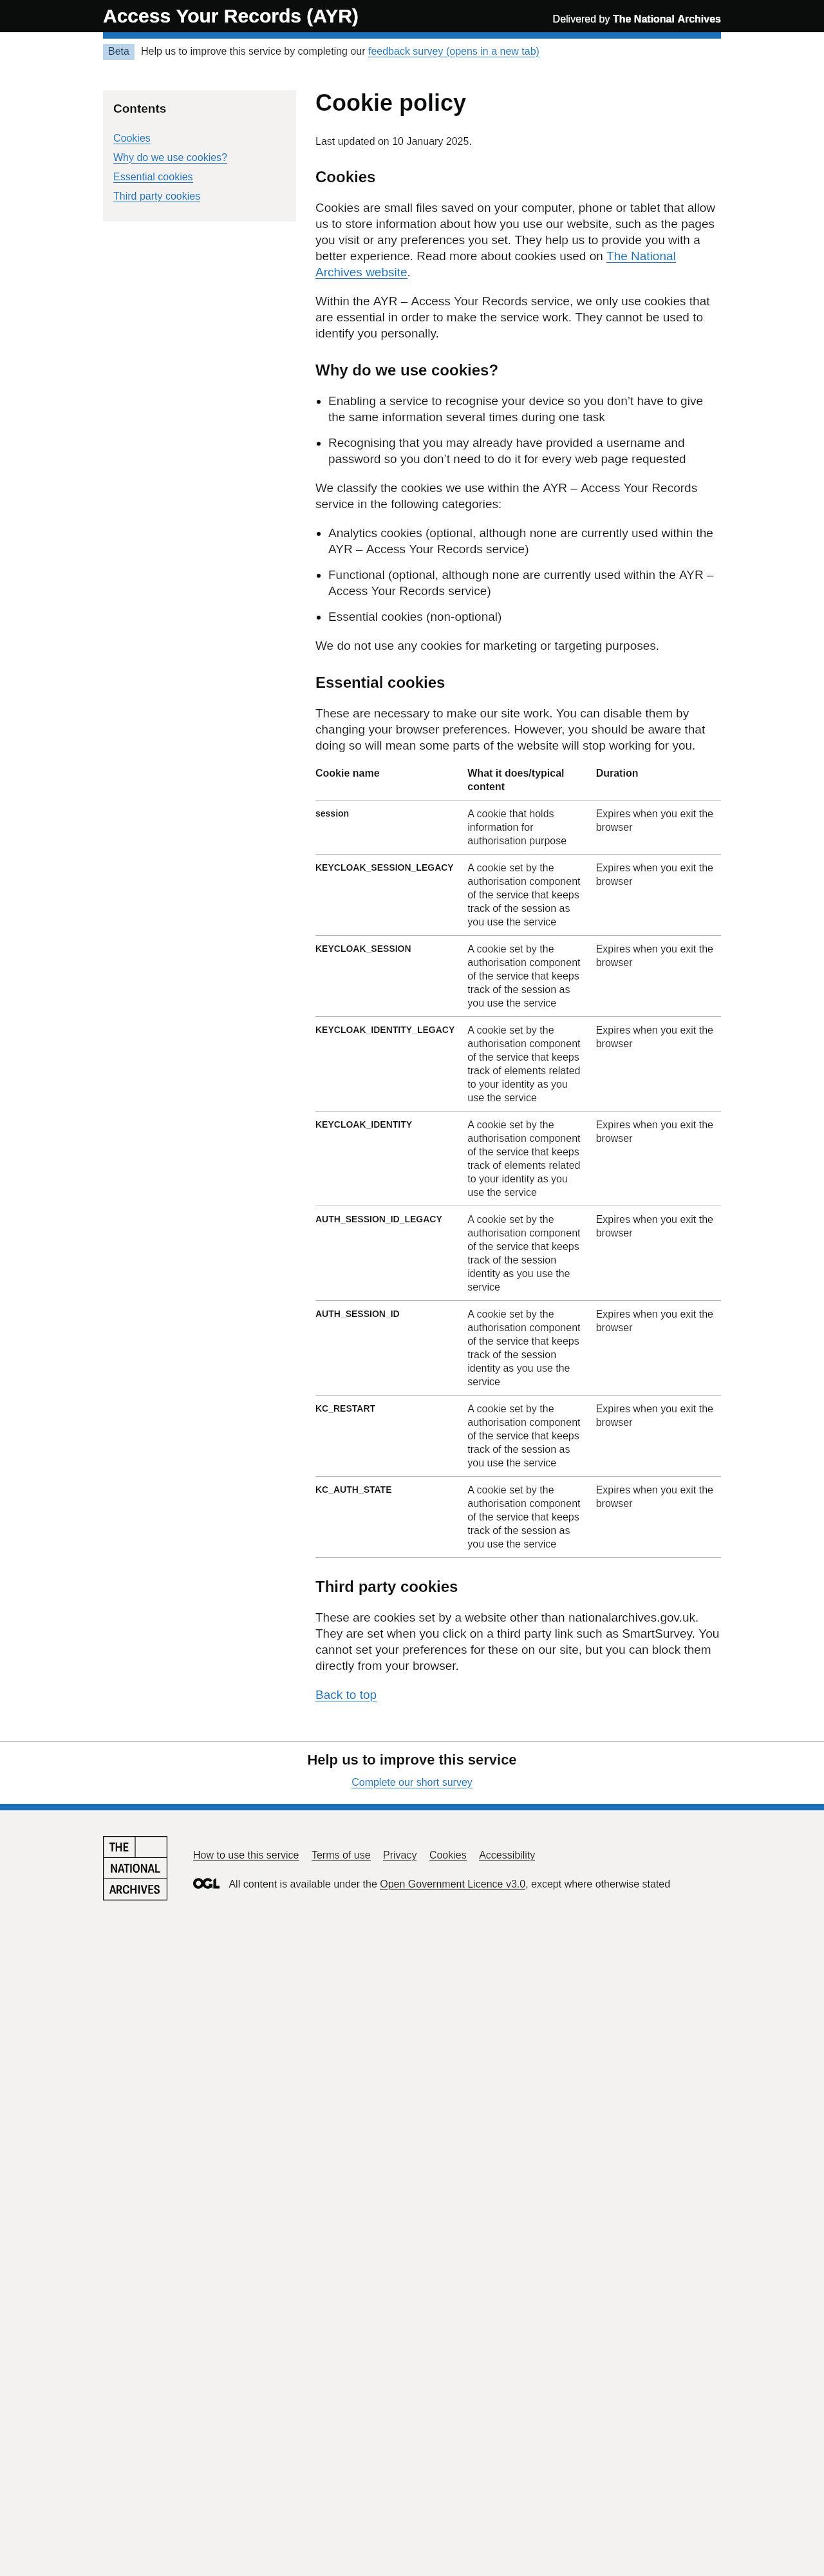 Access Your Records (AYR)
Delivered by The National Archives
Beta
Help us to improve this service by completing our feedback survey (opens in a new tab)
Contents
Cookies
Why do we use cookies?
Essential cookies
Third party cookies
Cookie policy
Last updated on 10 January 2025.
Cookies
Cookies are small files saved on your computer, phone or tablet that allow
us to store information about how you use our website, such as the pages
you visit or any preferences you set. They help us to provide you with a
better experience. Read more about cookies used on The National
Archives website.
Within the AYR – Access Your Records service, we only use cookies that
are essential in order to make the service work. They cannot be used to
identify you personally.
Why do we use cookies?
• Enabling a service to recognise your device so you don’t have to give
the same information several times during one task
• Recognising that you may already have provided a username and
password so you don’t need to do it for every web page requested
We classify the cookies we use within the AYR – Access Your Records
service in the following categories:
• Analytics cookies (optional, although none are currently used within the
AYR – Access Your Records service)
• Functional (optional, although none are currently used within the AYR –
Access Your Records service)
• Essential cookies (non-optional)
We do not use any cookies for marketing or targeting purposes.
Essential cookies
These are necessary to make our site work. You can disable them by
changing your browser preferences. However, you should be aware that
doing so will mean some parts of the website will stop working for you.
Cookie name
What it does/typical
content
Duration
session
A cookie that holds
information for
authorisation purpose
Expires when you exit the
browser
KEYCLOAK_SESSION_LEGACY
A cookie set by the
authorisation component
of the service that keeps
track of the session as
you use the service
Expires when you exit the
browser
KEYCLOAK_SESSION
A cookie set by the
authorisation component
of the service that keeps
track of the session as
you use the service
Expires when you exit the
browser
KEYCLOAK_IDENTITY_LEGACY
A cookie set by the
authorisation component
of the service that keeps
track of elements related
to your identity as you
use the service
Expires when you exit the
browser
KEYCLOAK_IDENTITY
A cookie set by the
authorisation component
of the service that keeps
track of elements related
to your identity as you
use the service
Expires when you exit the
browser
AUTH_SESSION_ID_LEGACY
A cookie set by the
authorisation component
of the service that keeps
track of the session
identity as you use the
service
Expires when you exit the
browser
AUTH_SESSION_ID
A cookie set by the
authorisation component
of the service that keeps
track of the session
identity as you use the
service
Expires when you exit the
browser
KC_RESTART
A cookie set by the
authorisation component
of the service that keeps
track of the session as
you use the service
Expires when you exit the
browser
KC_AUTH_STATE
A cookie set by the
authorisation component
of the service that keeps
track of the session as
you use the service
Expires when you exit the
browser
Third party cookies
These are cookies set by a website other than nationalarchives.gov.uk.
They are set when you click on a third party link such as SmartSurvey. You
cannot set your preferences for these on our site, but you can block them
directly from your browser.
Back to top
Help us to improve this service
Complete our short survey
THE
NATIONAL
ARCHIVES
How to use this service
Terms of use
Privacy
Cookies
Accessibility
OGL
All content is available under the Open Government Licence v3.0, except where otherwise stated